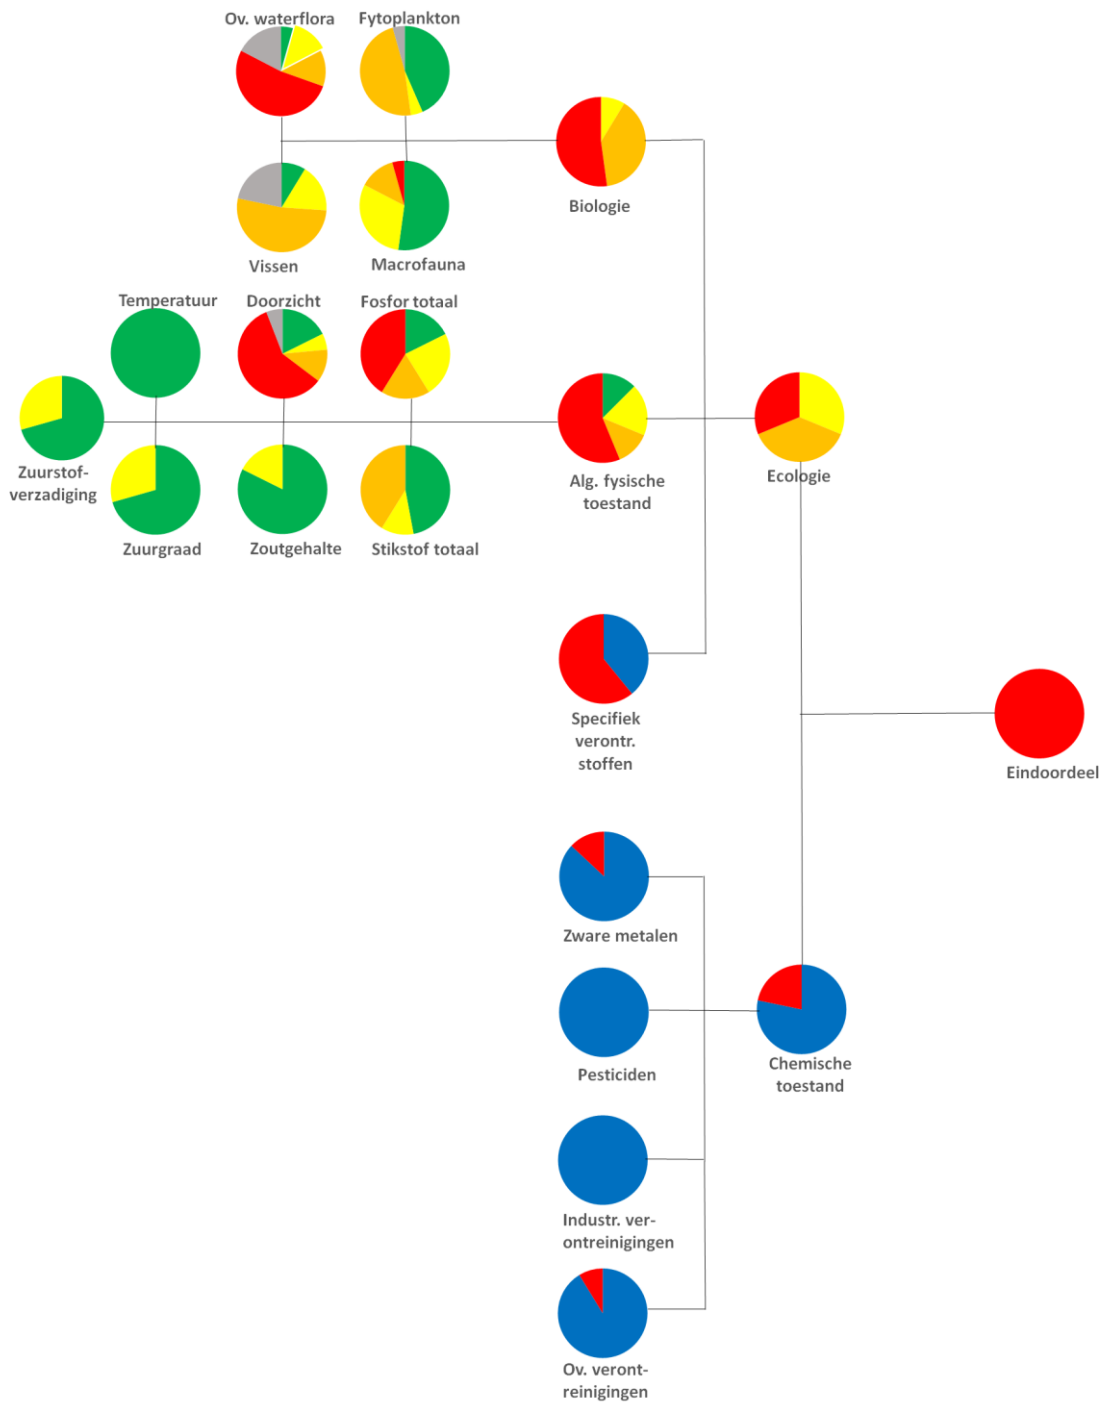 Ov. waterflora
Fytoplankton
Biologie
Vissen
Macrofauna
Temperatuur
Doorzicht
Fosfor totaal
Zuurstof-
verzadiging
Alg. fysische
toestand
Ecologie
Zuurgraad
Zoutgehalte
Stikstof totaal
Specifiek
verontr.
stoffen
Eindoordeel
Zware metalen
Pesticiden
Chemische
toestand
Industr. ver-
ontreinigingen
Ov. veront-
reinigingen